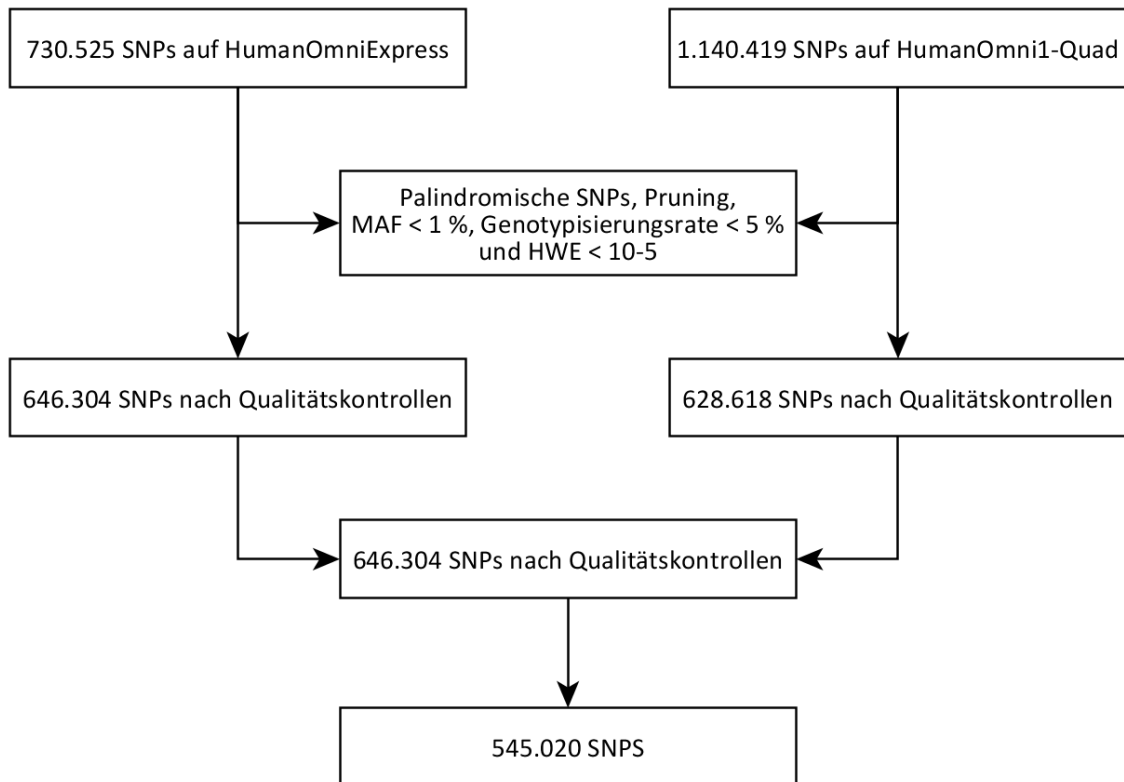 730.525 SNPs auf HumanOmniExpress
1.140.419 SNPs auf HumanOmni1-Quad
Palindromische SNPs, Pruning,
MAF < 1 %, Genotypisierungsrate < 5 %
und HWE < 10-5
646.304 SNPs nach Qualitätskontrollen
628.618 SNPs nach Qualitätskontrollen
646.304 SNPs nach Qualitätskontrollen
545.020 SNPS